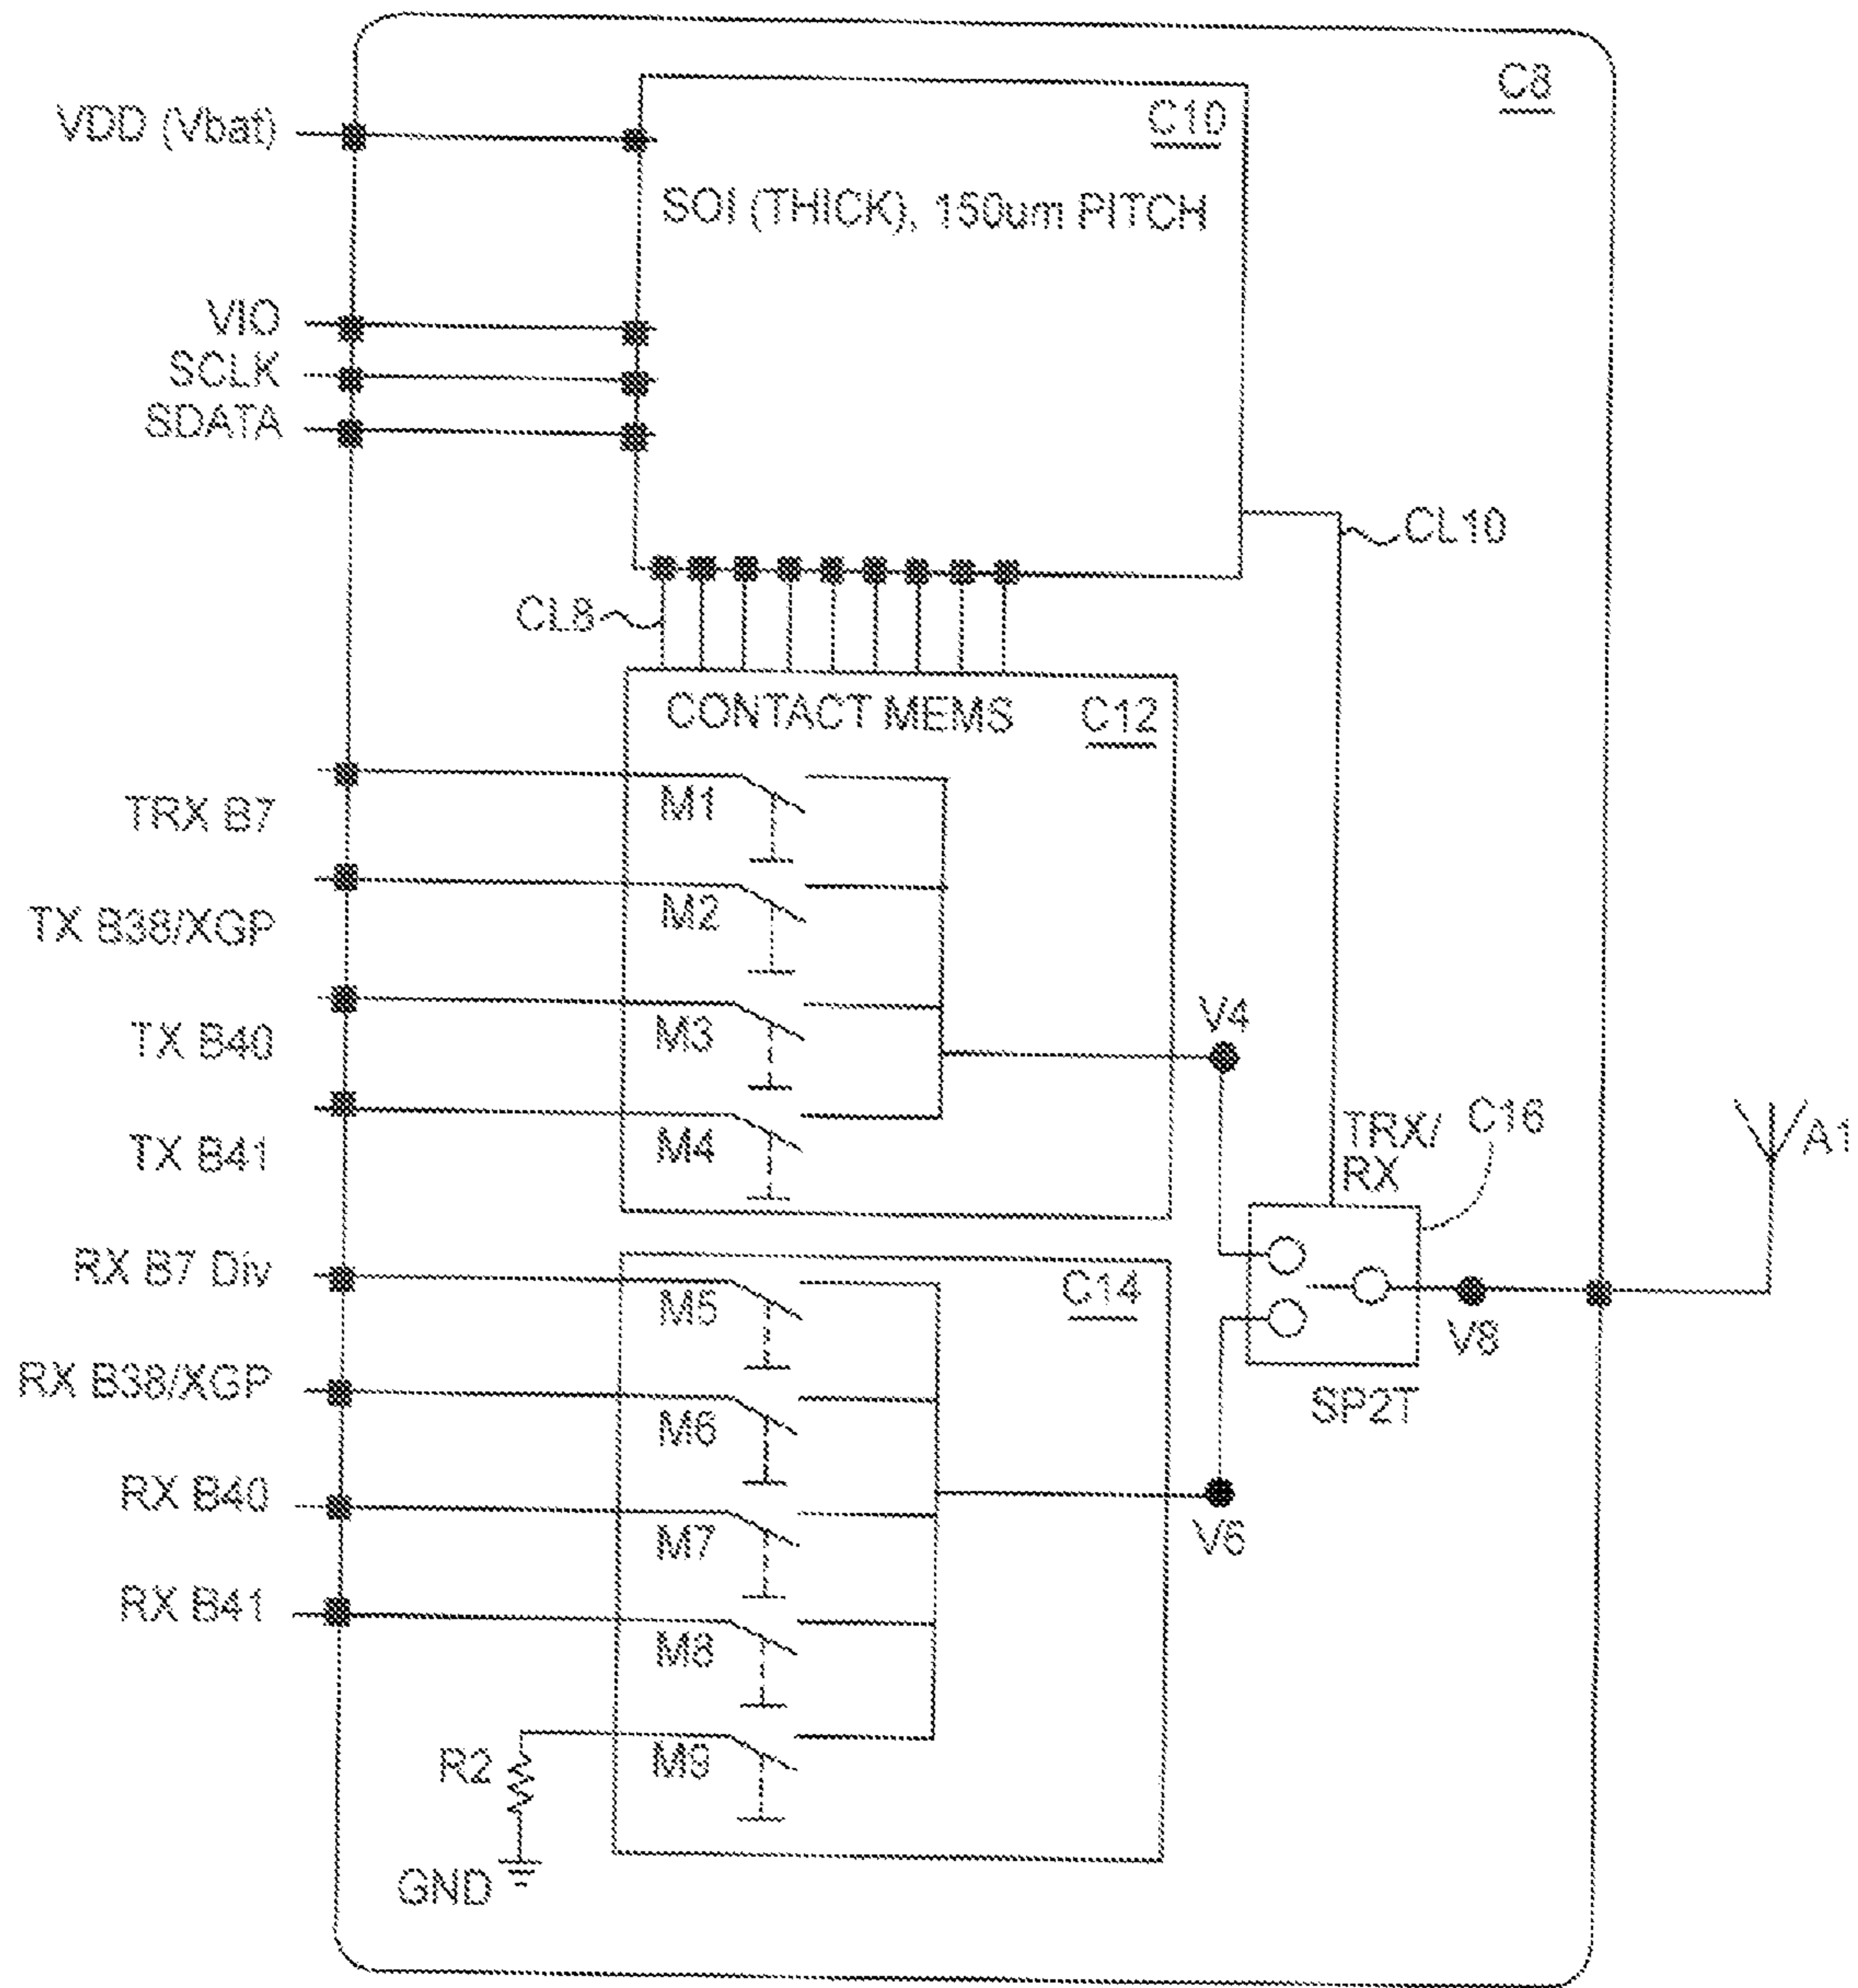 C8
VDD (Vbat)
C10
SOI (THICK), 150um PITCH
VIO
SCLK
SDATA
CL10
CL8
CONTACT MEMS
C12
M1
TRX B7
M2
TX B38/XGP
M3
TX B40
V4
M4
TX B41
TRX/
RX
C16
A1
RX B7 Div
M5
C14
V8
RX B38/XGP
M6
SP2T
RX B40
M7
V6
RX B41
M8
R2
M9
GND